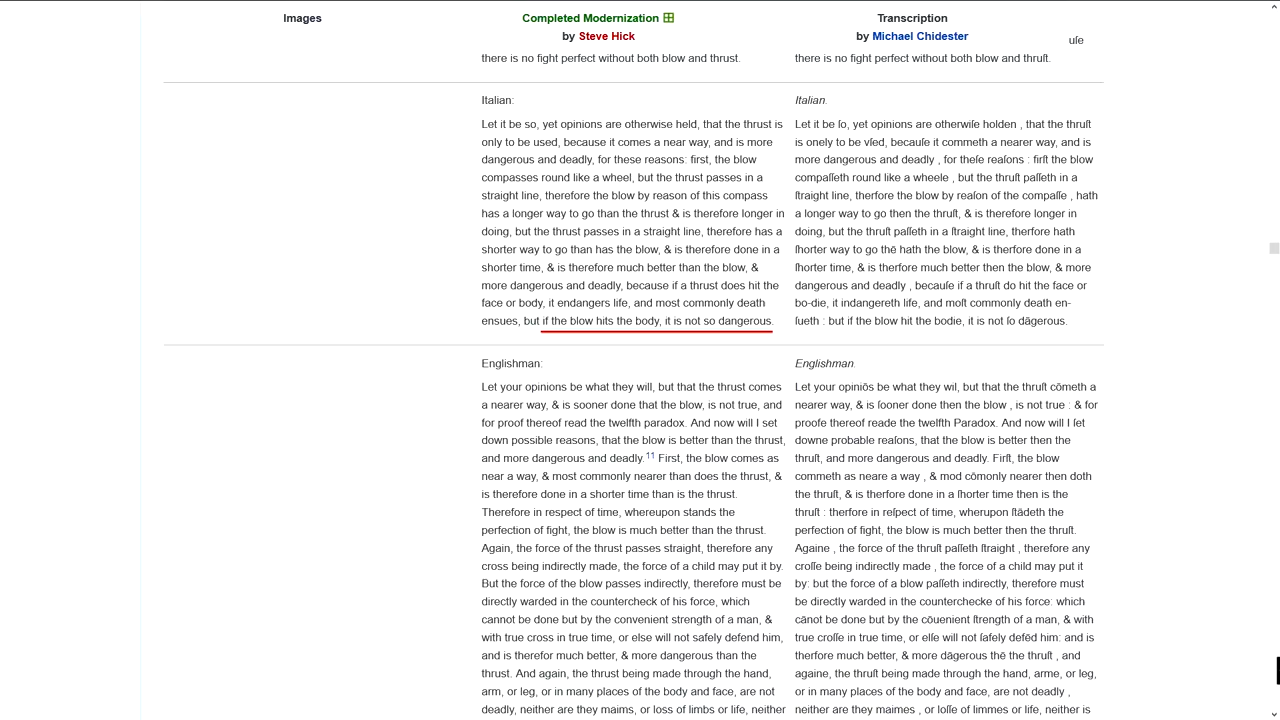 Images
Completed Modernization
by Steve Hick
Transcription
by Michael Chidester
uſe
there is no fight perfect without both blow and thrust.
there is no fight perfect without both blow and thruſt.
Italian:
Let it be so, yet opinions are otherwise held, that the thrust is
only to be used, because it comes a near way, and is more
dangerous and deadly, for these reasons: first, the blow
compasses round like a wheel, but the thrust passes in a
straight line, therefore the blow by reason of this compass
has a longer way to go than the thrust & is therefore longer in
doing, but the thrust passes in a straight line, therefore has a
shorter way to go than has the blow, & is therefore done in a
shorter time, & is therefore much better than the blow, &
more dangerous and deadly, because if a thrust does hit the
face or body, it endangers life, and most commonly death
ensues, but if the blow hits the body, it is not so dangerous.
Italian.
Let it be ſo, yet opinions are otherwiſe holden , that the thruſt
is onely to be vſed, becauſe it commeth a nearer way, and is
more dangerous and deadly , for theſe reaſons : firſt the blow
compaſſeth round like a wheele , but the thruſt paſſeth in a
ſtraight line, therfore the blow by reaſon of the compaſſe , hath
a longer way to go then the thruſt, & is therefore longer in
doing, but the thruſt paſſeth in a ſtraight line, therfore hath
ſhorter way to go thē hath the blow, & is therfore done in a
ſhorter time, & is therfore much better then the blow, & more
dangerous and deadly , becauſe if a thruſt do hit the face or
bo-die, it indangereth life, and moſt commonly death en-
ſueth : but if the blow hit the bodie, it is not ſo dāgerous.
Englishman:
Let your opinions be what they will, but that the thrust comes
a nearer way, & is sooner done that the blow, is not true, and
for proof thereof read the twelfth paradox. And now will I set
down possible reasons, that the blow is better than the thrust,
and more dangerous and deadly.11 First, the blow comes as
near a way, & most commonly nearer than does the thrust, &
is therefore done in a shorter time than is the thrust.
Therefore in respect of time, whereupon stands the
perfection of fight, the blow is much better than the thrust.
Again, the force of the thrust passes straight, therefore any
cross being indirectly made, the force of a child may put it by.
But the force of the blow passes indirectly, therefore must be
directly warded in the countercheck of his force, which
cannot be done but by the convenient strength of a man, &
with true cross in true time, or else will not safely defend him,
and is therefor much better, & more dangerous than the
thrust. And again, the thrust being made through the hand,
arm, or leg, or in many places of the body and face, are not
deadly, neither are they maims, or loss of limbs or life, neither
Englishman.
Let your opiniōs be what they wil, but that the thruſt cōmeth a
nearer way, & is ſooner done then the blow , is not true : & for
proofe thereof reade the twelfth Paradox. And now will I ſet
downe probable reaſons, that the blow is better then the
thruſt, and more dangerous and deadly. Firſt, the blow
commeth as neare a way , & mod cōmonly nearer then doth
the thruſt, & is therfore done in a ſhorter time then is the
thruſt : therfore in reſpect of time, wherupon ſtādeth the
perfection of fight, the blow is much better then the thruſt.
Againe , the force of the thruſt paſſeth ſtraight , therefore any
croſſe being indirectly made , the force of a child may put it
by: but the force of a blow paſſeth indirectly, therefore must
be directly warded in the counterchecke of his force: which
cānot be done but by the cōuenient ſtrength of a man, & with
true croſſe in true time, or elſe will not ſafely defēd him: and is
therfore much better, & more dāgerous thē the thruſt , and
againe, the thruſt being made through the hand, arme, or leg,
or in many places of the body and face, are not deadly ,
neither are they maimes , or loſſe of limmes or life, neither is